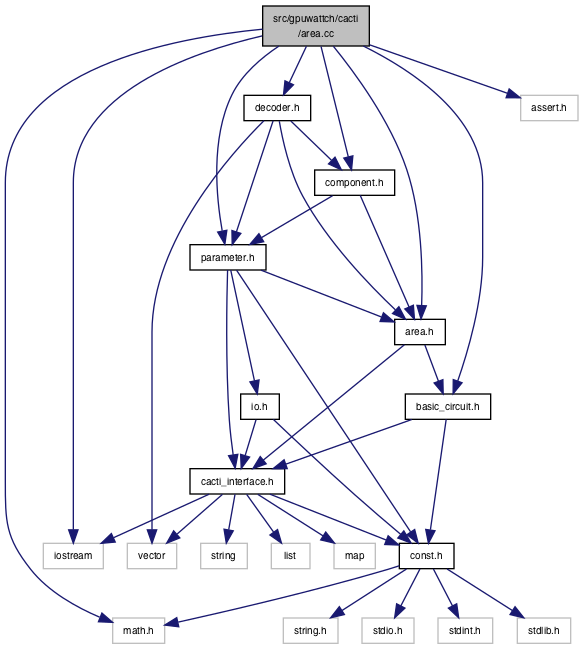 src/gpuwattch/cacti
/area.cc
decoder.h
assert.h
component.h
parameter.h
area.h
io.h
basic_circuit.h
cacti_interface.h
iostream
vector
string
list
map
const.h
math.h
string.h
stdio.h
stdint.h
stdlib.h